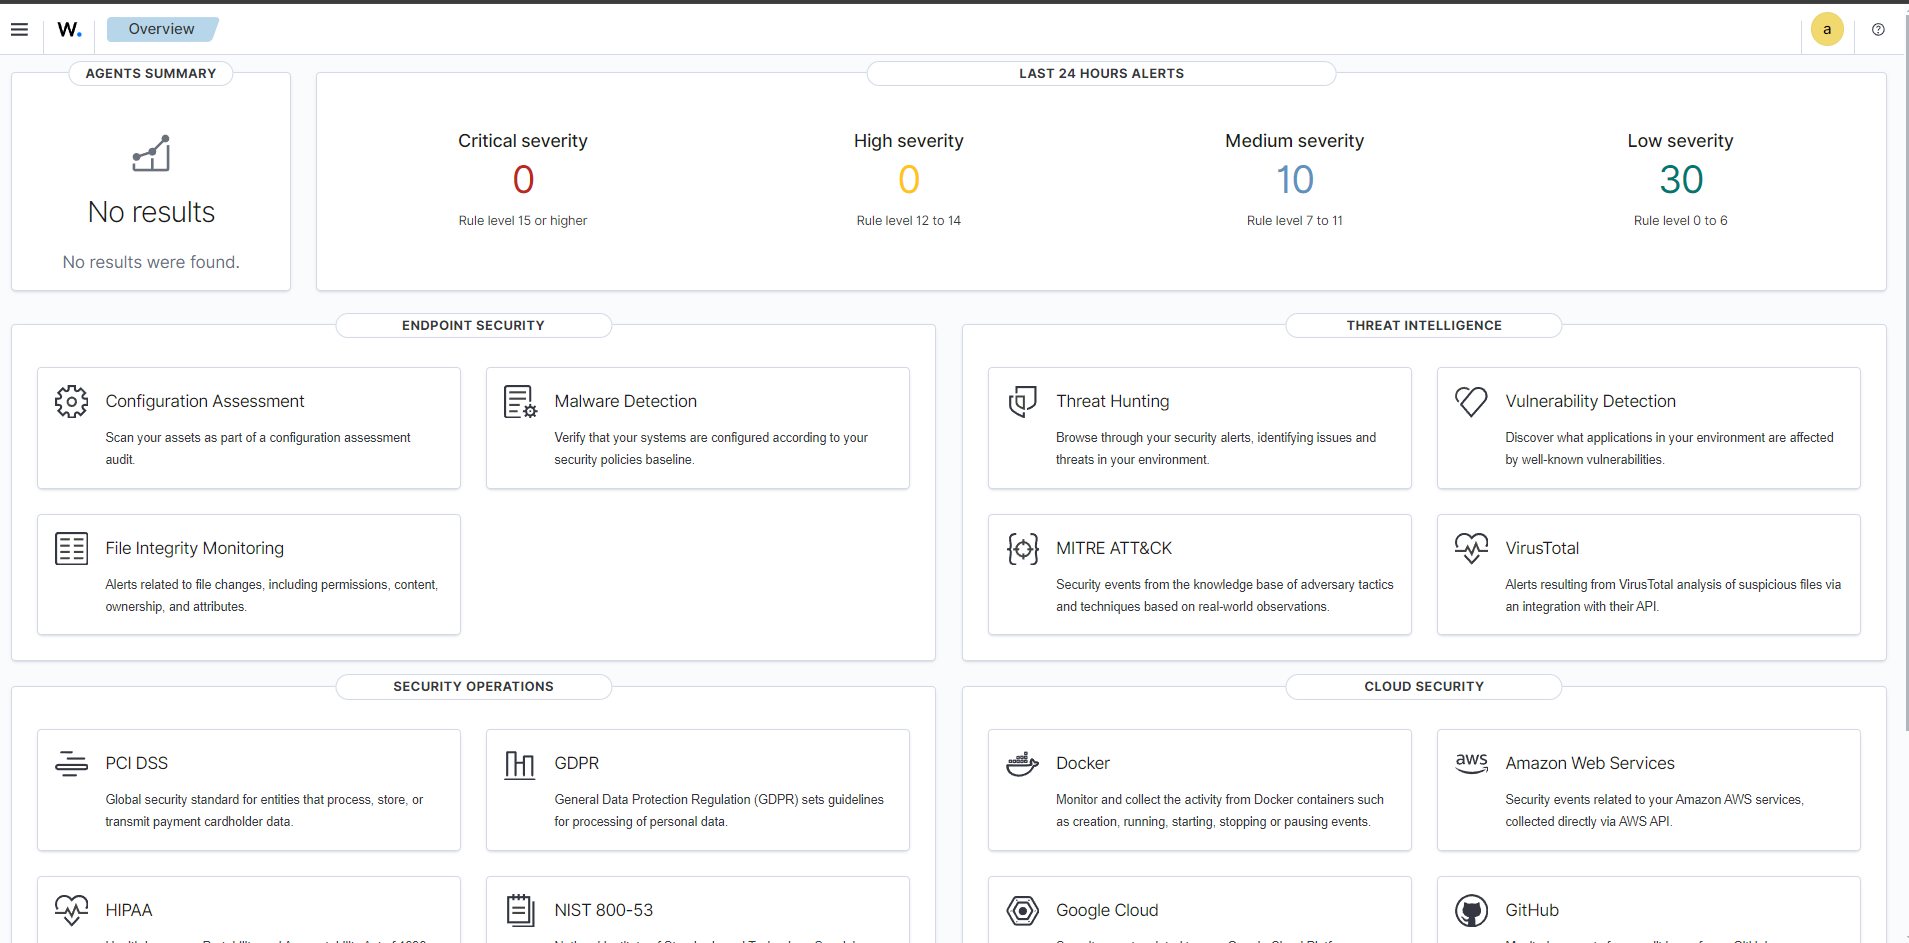 W.
Overview
a
AGENTS SUMMARY
No results
No results were found.
LAST 24 HOURS ALERTS
Critical severity
0
Rule level 15 or higher
High severity
0
Rule level 12 to 14
Medium severity
10
Rule level 7 to 11
Low severity
30
Rule level 0 to 6
ENDPOINT SECURITY
Configuration Assessment
Scan your assets as part of a configuration assessment
audit.
Malware Detection
Verify that your systems are configured according to your
security policies baseline.
File Integrity Monitoring
Alerts related to file changes, including permissions, content,
ownership, and attributes.
THREAT INTELLIGENCE
Threat Hunting
Browse through your security alerts, identifying issues and
threats in your environment.
Vulnerability Detection
Discover what applications in your environment are affected
by well-known vulnerabilities.
MITRE ATT&CK
Security events from the knowledge base of adversary tactics
and techniques based on real-world observations.
VirusTotal
Alerts resulting from VirusTotal analysis of suspicious files via
an integration with their API.
SECURITY OPERATIONS
PCI DSS
Global security standard for entities that process, store, or
transmit payment cardholder data.
GDPR
General Data Protection Regulation (GDPR) sets guidelines
for processing of personal data.
HIPAA
NIST 800-53
CLOUD SECURITY
Docker
Monitor and collect the activity from Docker containers such
as creation, running, starting, stopping or pausing events.
aws
Amazon Web Services
Security events related to your Amazon AWS services,
collected directly via AWS API.
Google Cloud
GitHub